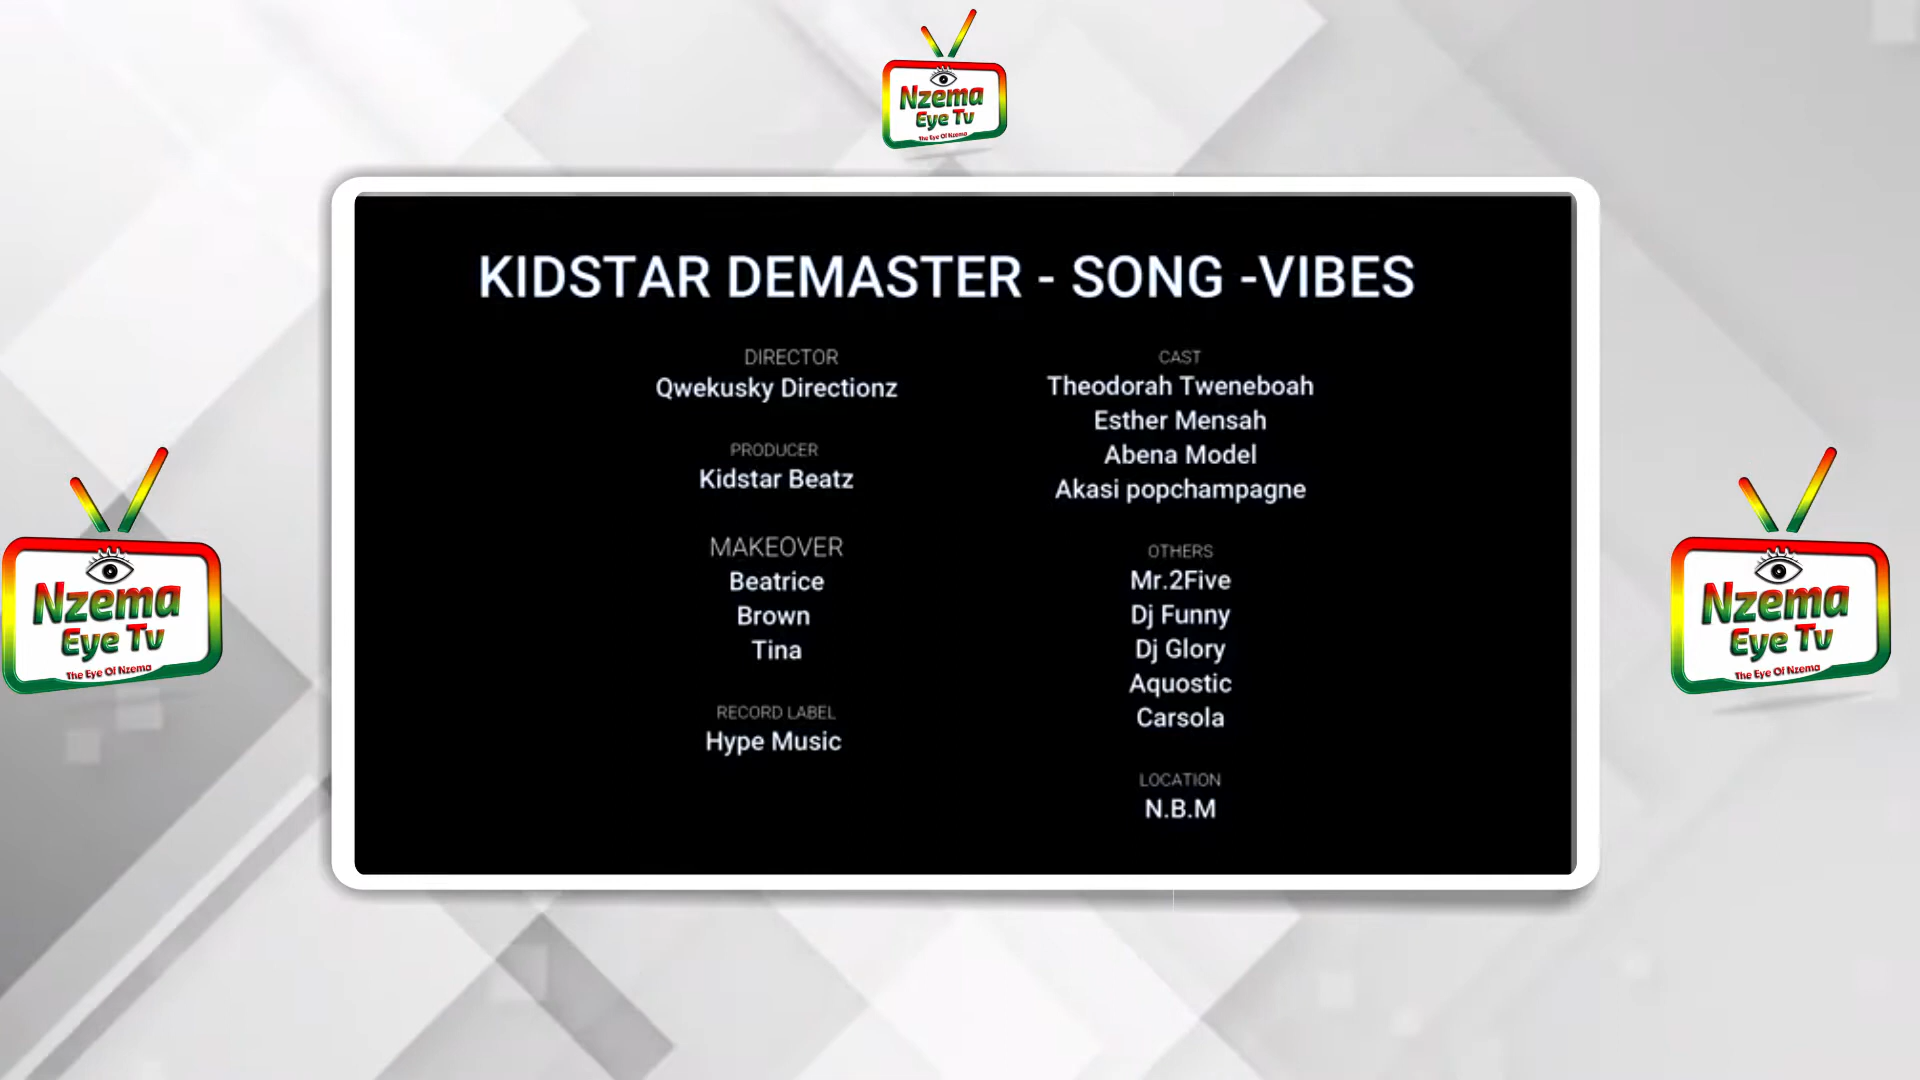 Nzema
Eye Tv
The Eye Of Nzema
KIDSTAR DEMASTER - SONG -VIBES
DIRECTOR
Qwekusky Directionz
PRODUCER
Kidstar Beatz
MAKEOVER
Beatrice
Brown
Tina
RECORD LABEL
Hype Music
CAST
Theodorah Tweneboah
Esther Mensah
Abena Model
Akasi popchampagne
OTHERS
Mr.2Five
Dj Funny
Dj Glory
Aquostic
Carsola
LOCATION
N.B.M
Nzema
Eye Tv
The Eye Of Nzema
Nzema
Eye Tv
The Eye Of Nzema